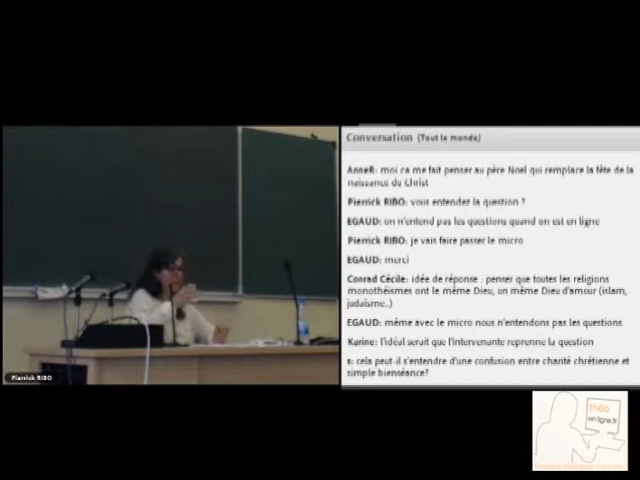 Conversation (Tout le monde)
AnneR: moi ca me fait penser au père Noel qui remplace la fête de la
naissance du Christ
Pierrick RIBO: vous entender la question ?
EGAUD: on n'entend pas les questions quand on est en ligne
Pierrick RIBO: je vais faire passer le micro
EGAUD: merci
Conrad Cécile: idée de réponse : penser que toutes les religions
monothéismes ont le même Dieu, un même Dieu d'amour (islam,
judaïsme..)
EGAUD: même avec le micro nous n'entendons pas les questions
Karine: l'idéal serait que l'intervenante reprenne la question
s: cela peut-il s'entendre d'une confusion entre charité chrétienne et
simple bienséance?
Pierrick RIBO
théo
en ligne.fr